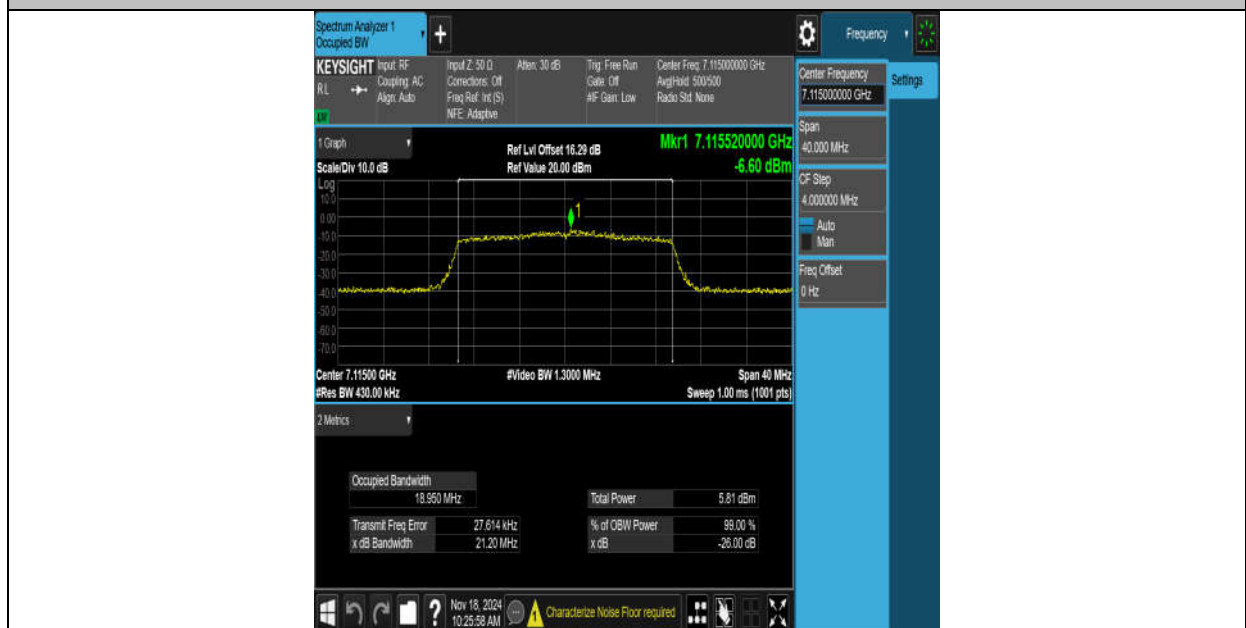 Spectrum Analyzer 1
Occupied BW
+
Frequency
KEYSIGHT
RL
LW
Input: RF
Coupling: AC
Align: Auto
Input Z: 50 Ω
Corrections: Off
Freq Ref: Int (S)
NFE: Adaptive
Atten: 30 dB
Trig: Free Run
Gate: Off
#IF Gain: Low
Center Freq: 7.115000000 GHz
Avg|Hold: 500/500
Radio Std: None
Center Frequency
7.115000000 GHz
Settings
Span
40.000 MHz
CF Step
4.000000 MHz
Auto
Man
Freq Offset
0 Hz
1 Graph
Scale/Div 10.0 dB
Ref Lvl Offset 16.29 dB
Ref Value 20.00 dBm
Mkr1 7.115520000 GHz
-6.60 dBm
Log
10.0
0.00
-10.0
-20.0
-30.0
-40.0
-50.0
-60.0
-70.0
1
Center 7.11500 GHz
#Res BW 430.00 kHz
#Video BW 1.3000 MHz
Span 40 MHz
Sweep 1.00 ms (1001 pts)
2 Metrics
Occupied Bandwidth
18.950 MHz
Total Power 5.81 dBm
Transmit Freq Error 27.614 kHz
% of OBW Power 99.00 %
x dB Bandwidth 21.20 MHz
x dB -26.00 dB
?
Nov 18, 2024
10:25:58 AM
1
Characterize Noise Floor required